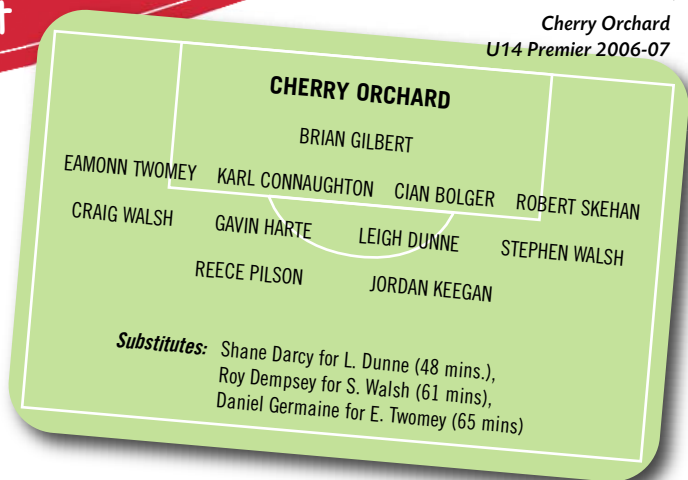 t
Cherry Orchard
U14 Premier 2006-07
CHERRY ORCHARD
BRIAN GILBERT
EAMONN TWOMEY KARL CONNAUGHTON CIAN BOLGER ROBERT SKEHAN
CRAIG WALSH GAVIN HARTE LEIGH DUNNE STEPHEN WALSH
REECE PILSON JORDAN KEEGAN
Substitutes: Shane Darcy for L. Dunne (48 mins.),
Roy Dempsey for S. Walsh (61 mins),
Daniel Germaine for E. Twomey (65 mins)